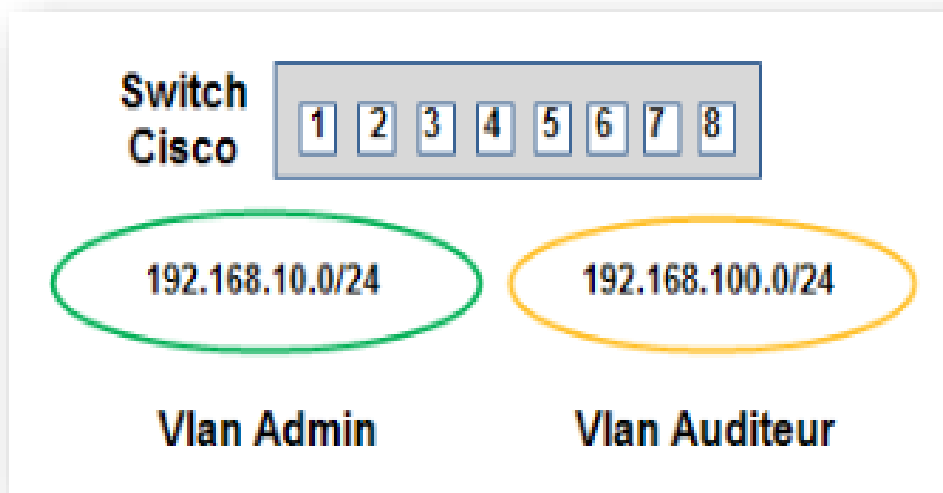 Switch
Cisco
1 2 3 4 5 6 7 8
192.168.10.0/24
192.168.100.0/24
Vlan Admin
Vlan Auditeur